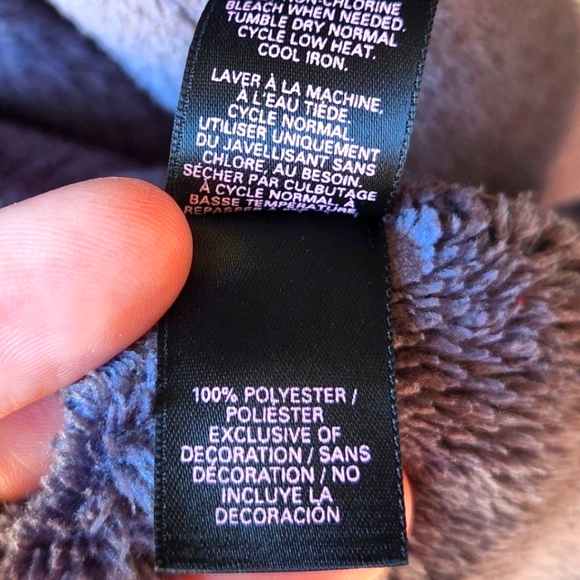 BLEACH WHEN NEEDED.
TUMBLE DRY NORMAL
CYCLE LOW HEAT.
COOL IRON.
LAVER À LA MACHINE,
À L'EAU TIÈDE,
CYCLE NORMAL.
UTILISER UNIQUEMENT
DU JAVELLISANT SANS
CHLORE, AU BESOIN.
SÉCHER PAR CULBUTAGE
À CYCLE NORMAL, À
BASSE TEMPÉRATURE,
100% POLYESTER /
POLIÉSTER
EXCLUSIVE OF
DECORATION / SANS
DÉCORATION / NO
INCLUYE LA
DECORACIÓN